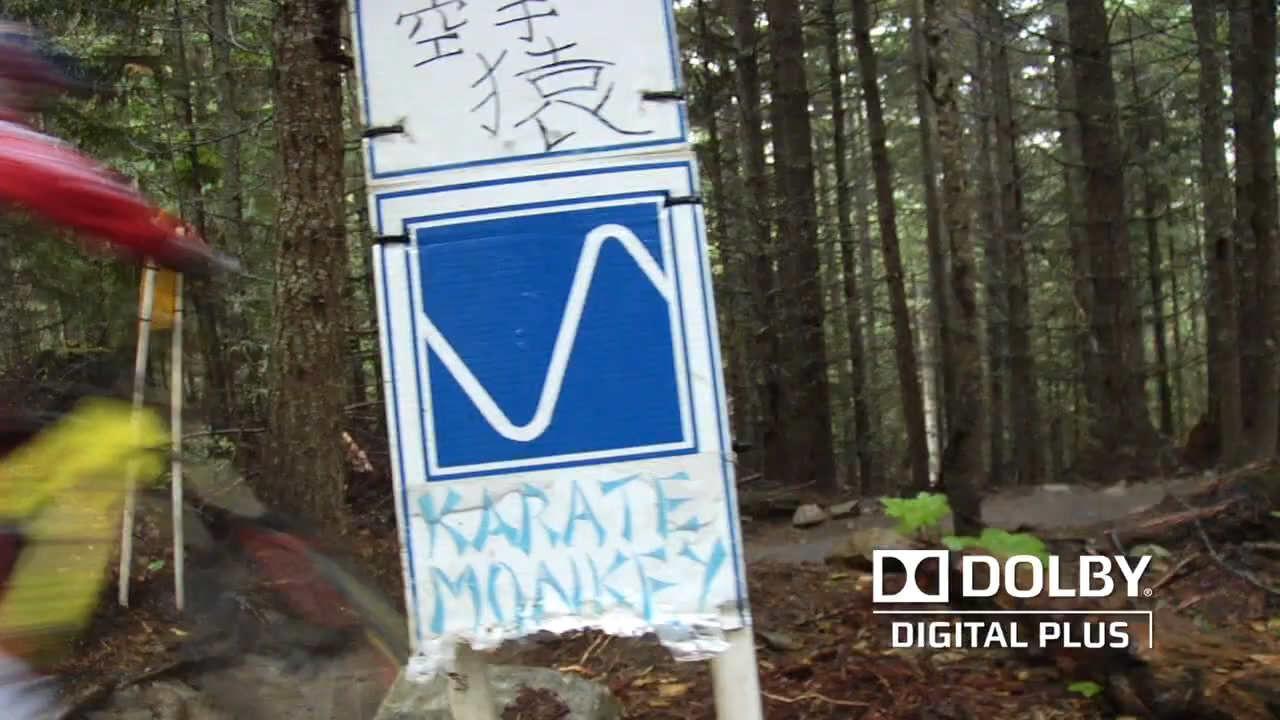 空手
猿
KARATE
MONKEY
DOLBY®
DIGITAL PLUS